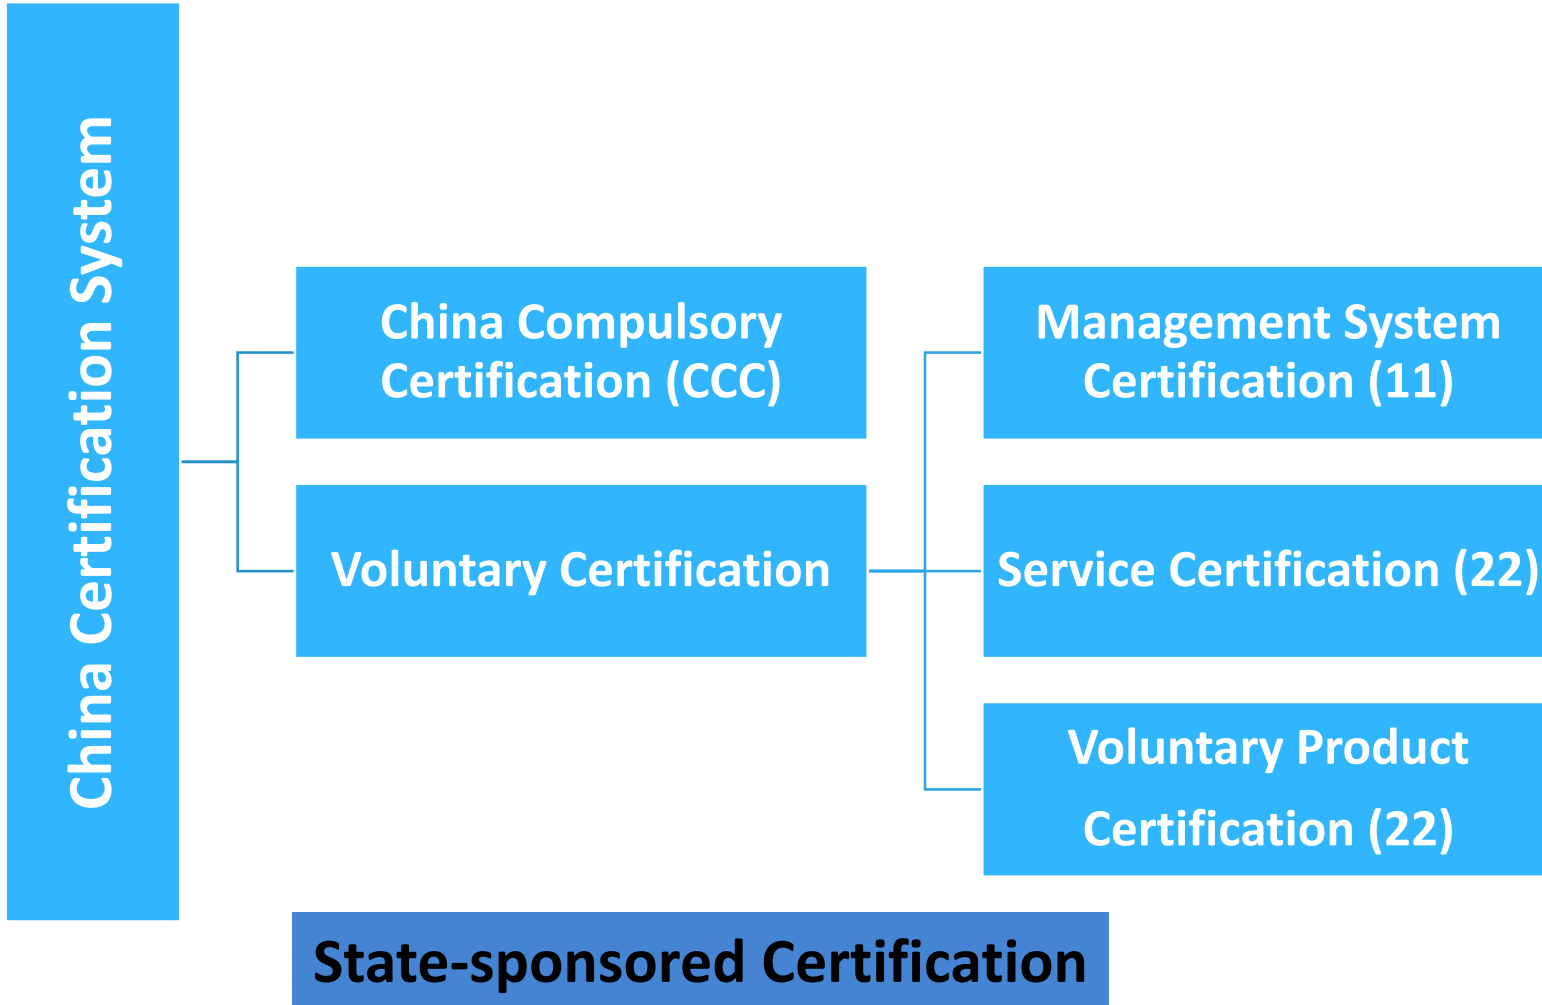 China Certification System
China Compulsory
Certification (CCC)
Voluntary Certification
Management System
Certification (11)
Service Certification (22)
Voluntary Product
Certification (22)
State-sponsored Certification